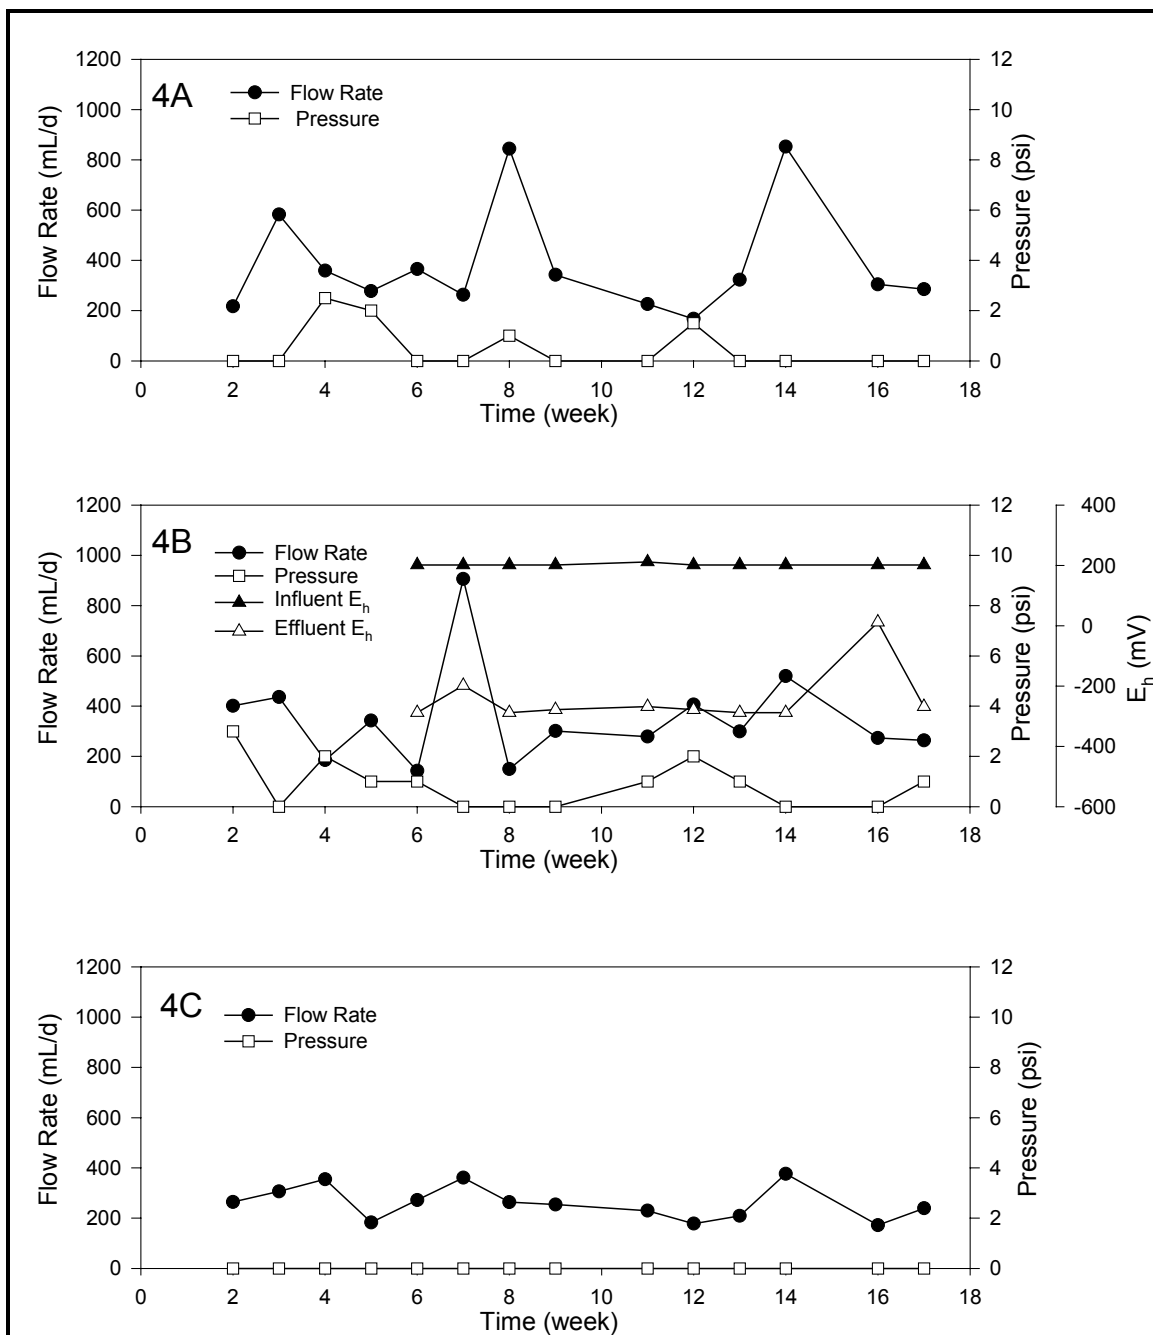 4A
Flow Rate
Pressure
Flow Rate (mL/d)
1200
1000
800
600
400
200
0
12
10
8
6
4
2
0
Pressure (psi)
0 2 4 6 8 10 12 14 16 18
Time (week)
4B
Flow Rate
Pressure
Influent Eh
Effluent Eh
Flow Rate (mL/d)
1200
1000
800
600
400
200
0
12
10
8
6
4
2
0
Pressure (psi)
400
200
0
-200
-400
-600
Eh (mV)
0 2 4 6 8 10 12 14 16 18
Time (week)
4C
Flow Rate
Pressure
Flow Rate (mL/d)
1200
1000
800
600
400
200
0
12
10
8
6
4
2
0
Pressure (psi)
0 2 4 6 8 10 12 14 16 18
Time (week)